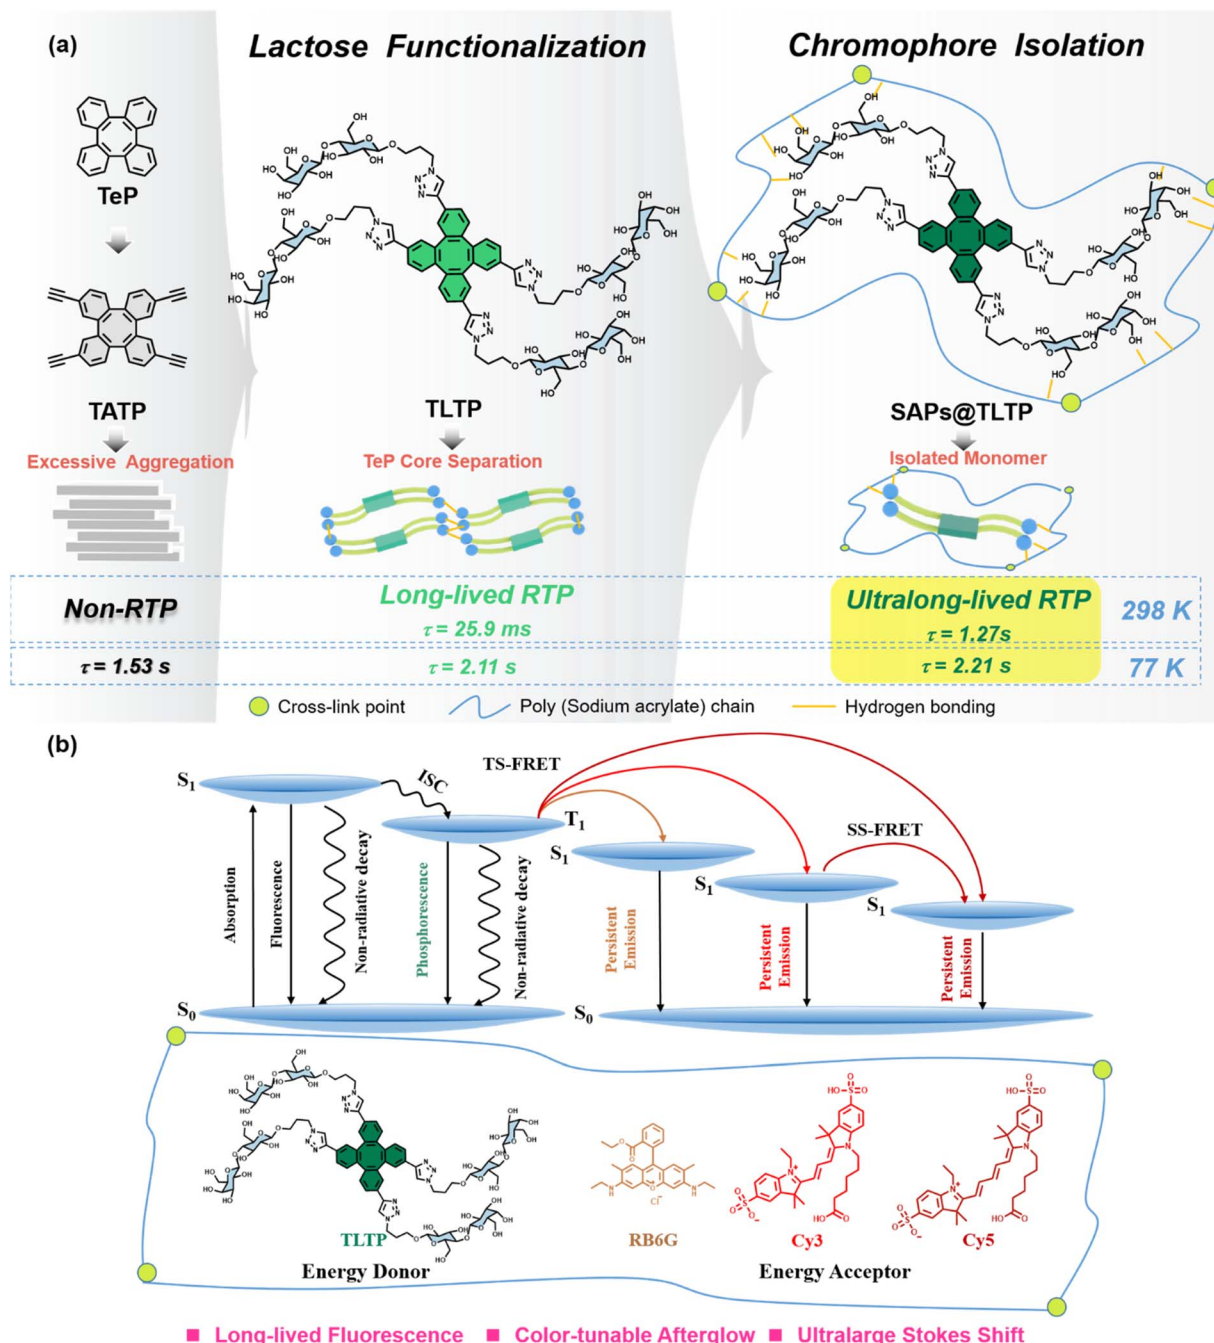 (a)
Lactose Functionalization
Chromophore Isolation
TeP
TATP
TLTP
SAPs@TLTP
Excessive Aggregation
TeP Core Separation
Isolated Monomer
Non-RTP
Long-lived RTP
Ultralong-lived RTP
298 K
τ = 25.9 ms
τ = 1.27s
τ = 1.53 s
τ = 2.11 s
τ = 2.21 s
77 K
Cross-link point
Poly (Sodium acrylate) chain
Hydrogen bonding
(b)
S1
ISC
TS-FRET
T1
S1
SS-FRET
S1
S1
Absorption
Fluorescence
Non-radiative decay
Phosphorescence
Non-radiative decay
Persistent
Emission
Persistent
Emission
Persistent
Emission
S0
S0
TLTP
RB6G
Cy3
Cy5
Energy Donor
Energy Acceptor
Long-lived Fluorescence
Color-tunable Afterglow
Ultralarge Stokes Shift